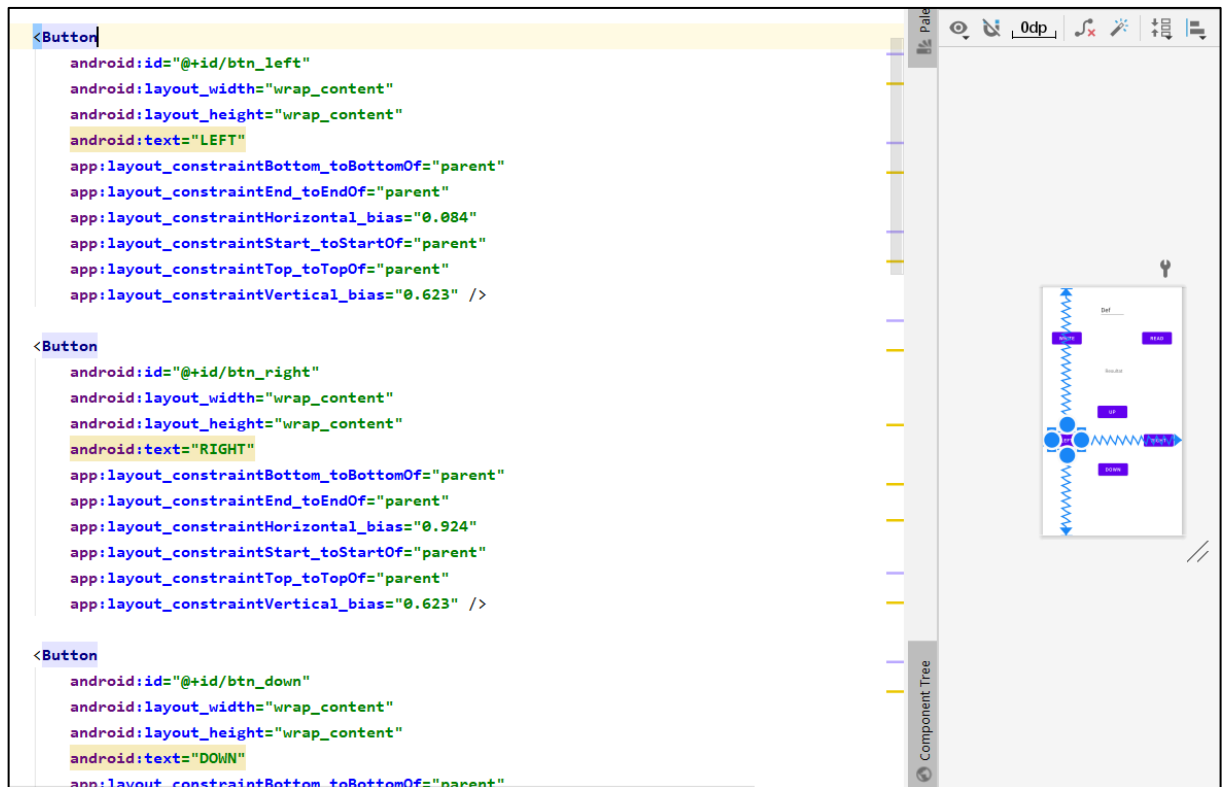 <Button
android:id="@+id/btn_left"
android:layout_width="wrap_content"
android:layout_height="wrap_content"
android:text="LEFT"
app:layout_constraintBottom_toBottomOf="parent"
app:layout_constraintEnd_toEndOf="parent"
app:layout_constraintHorizontal_bias="0.084"
app:layout_constraintStart_toStartOf="parent"
app:layout_constraintTop_toTopOf="parent"
app:layout_constraintVertical_bias="0.623" />
<Button
android:id="@+id/btn_right"
android:layout_width="wrap_content"
android:layout_height="wrap_content"
android:text="RIGHT"
app:layout_constraintBottom_toBottomOf="parent"
app:layout_constraintEnd_toEndOf="parent"
app:layout_constraintHorizontal_bias="0.924"
app:layout_constraintStart_toStartOf="parent"
app:layout_constraintTop_toTopOf="parent"
app:layout_constraintVertical_bias="0.623" />
<Button
android:id="@+id/btn_down"
android:layout_width="wrap_content"
android:layout_height="wrap_content"
android:text="DOWN"
app:layout_constraintBottom_toBottomOf="parent"
Pale
Component Tree
0dp
Def
WRITE
READ
UP
RIGHT
DOWN